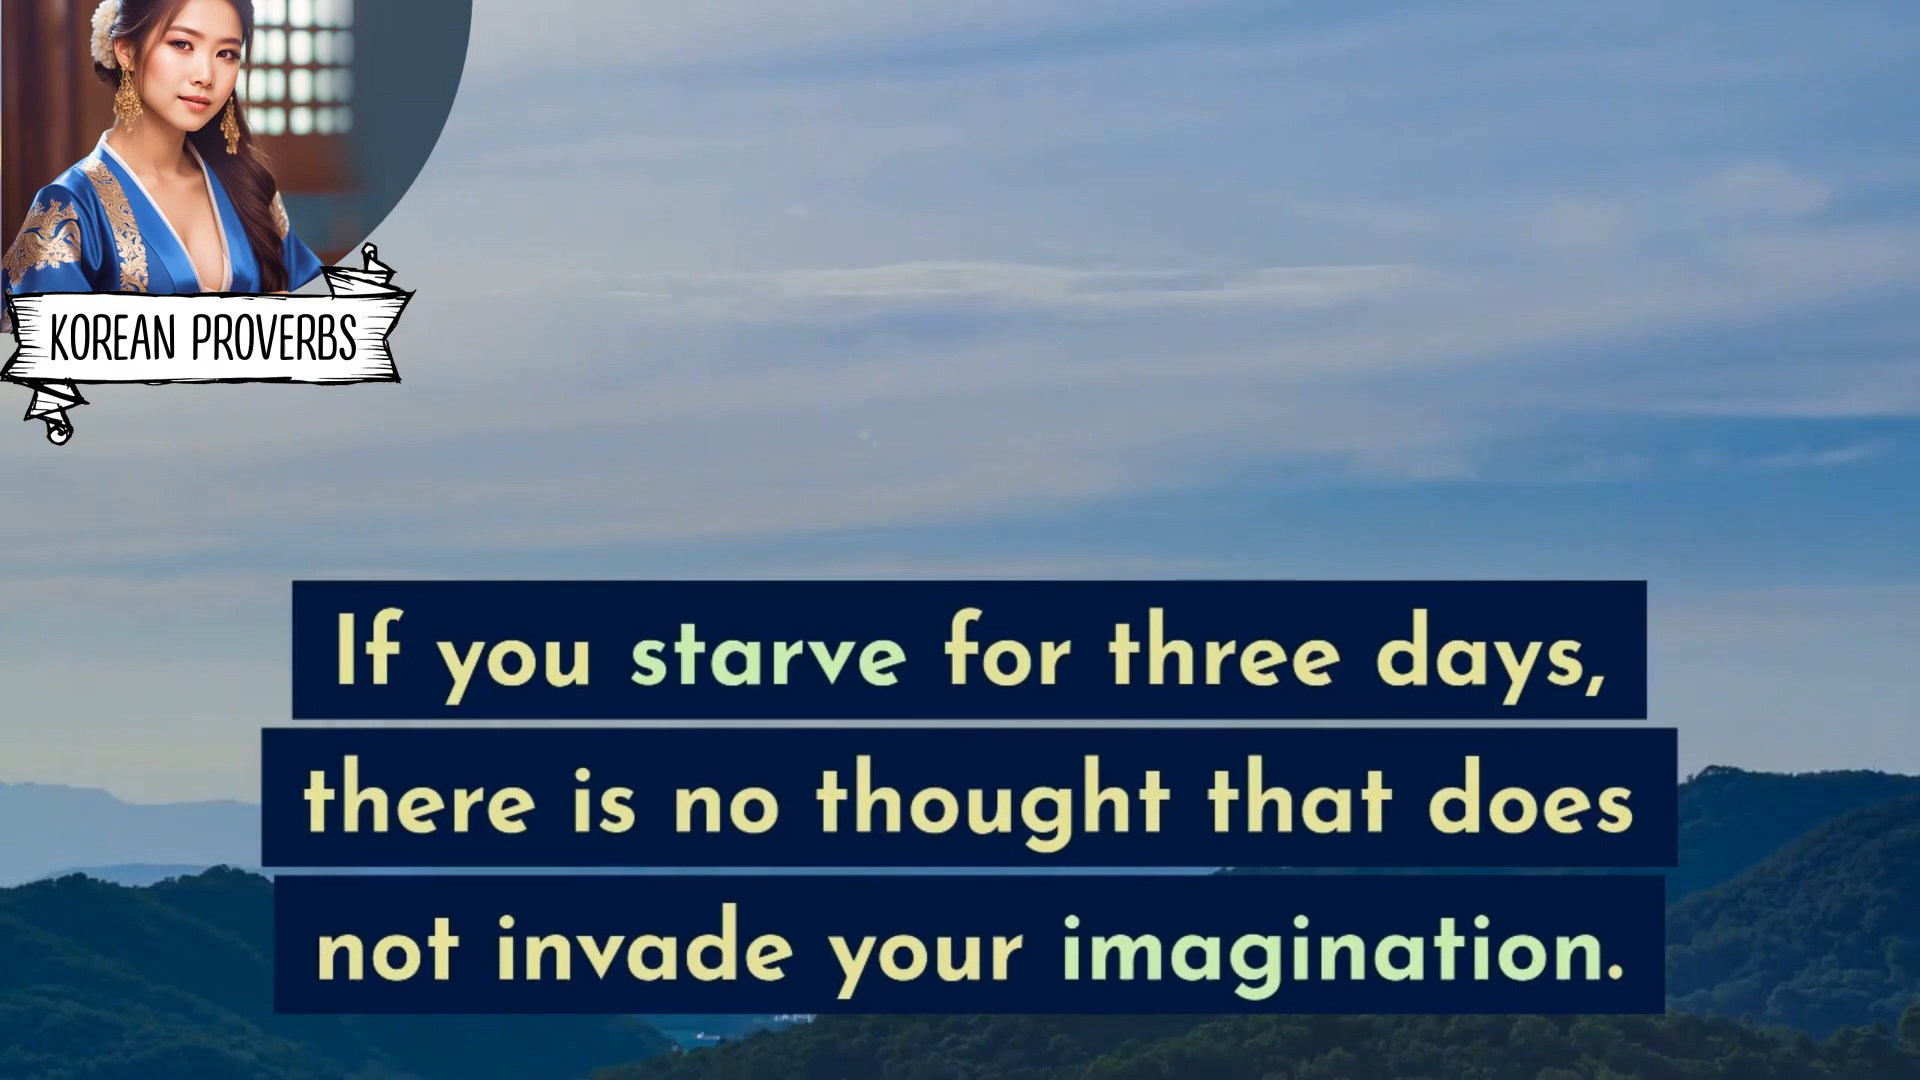 KOREAN PROVERBS
If you starve for three days,
there is no thought that does
not invade your imagination.